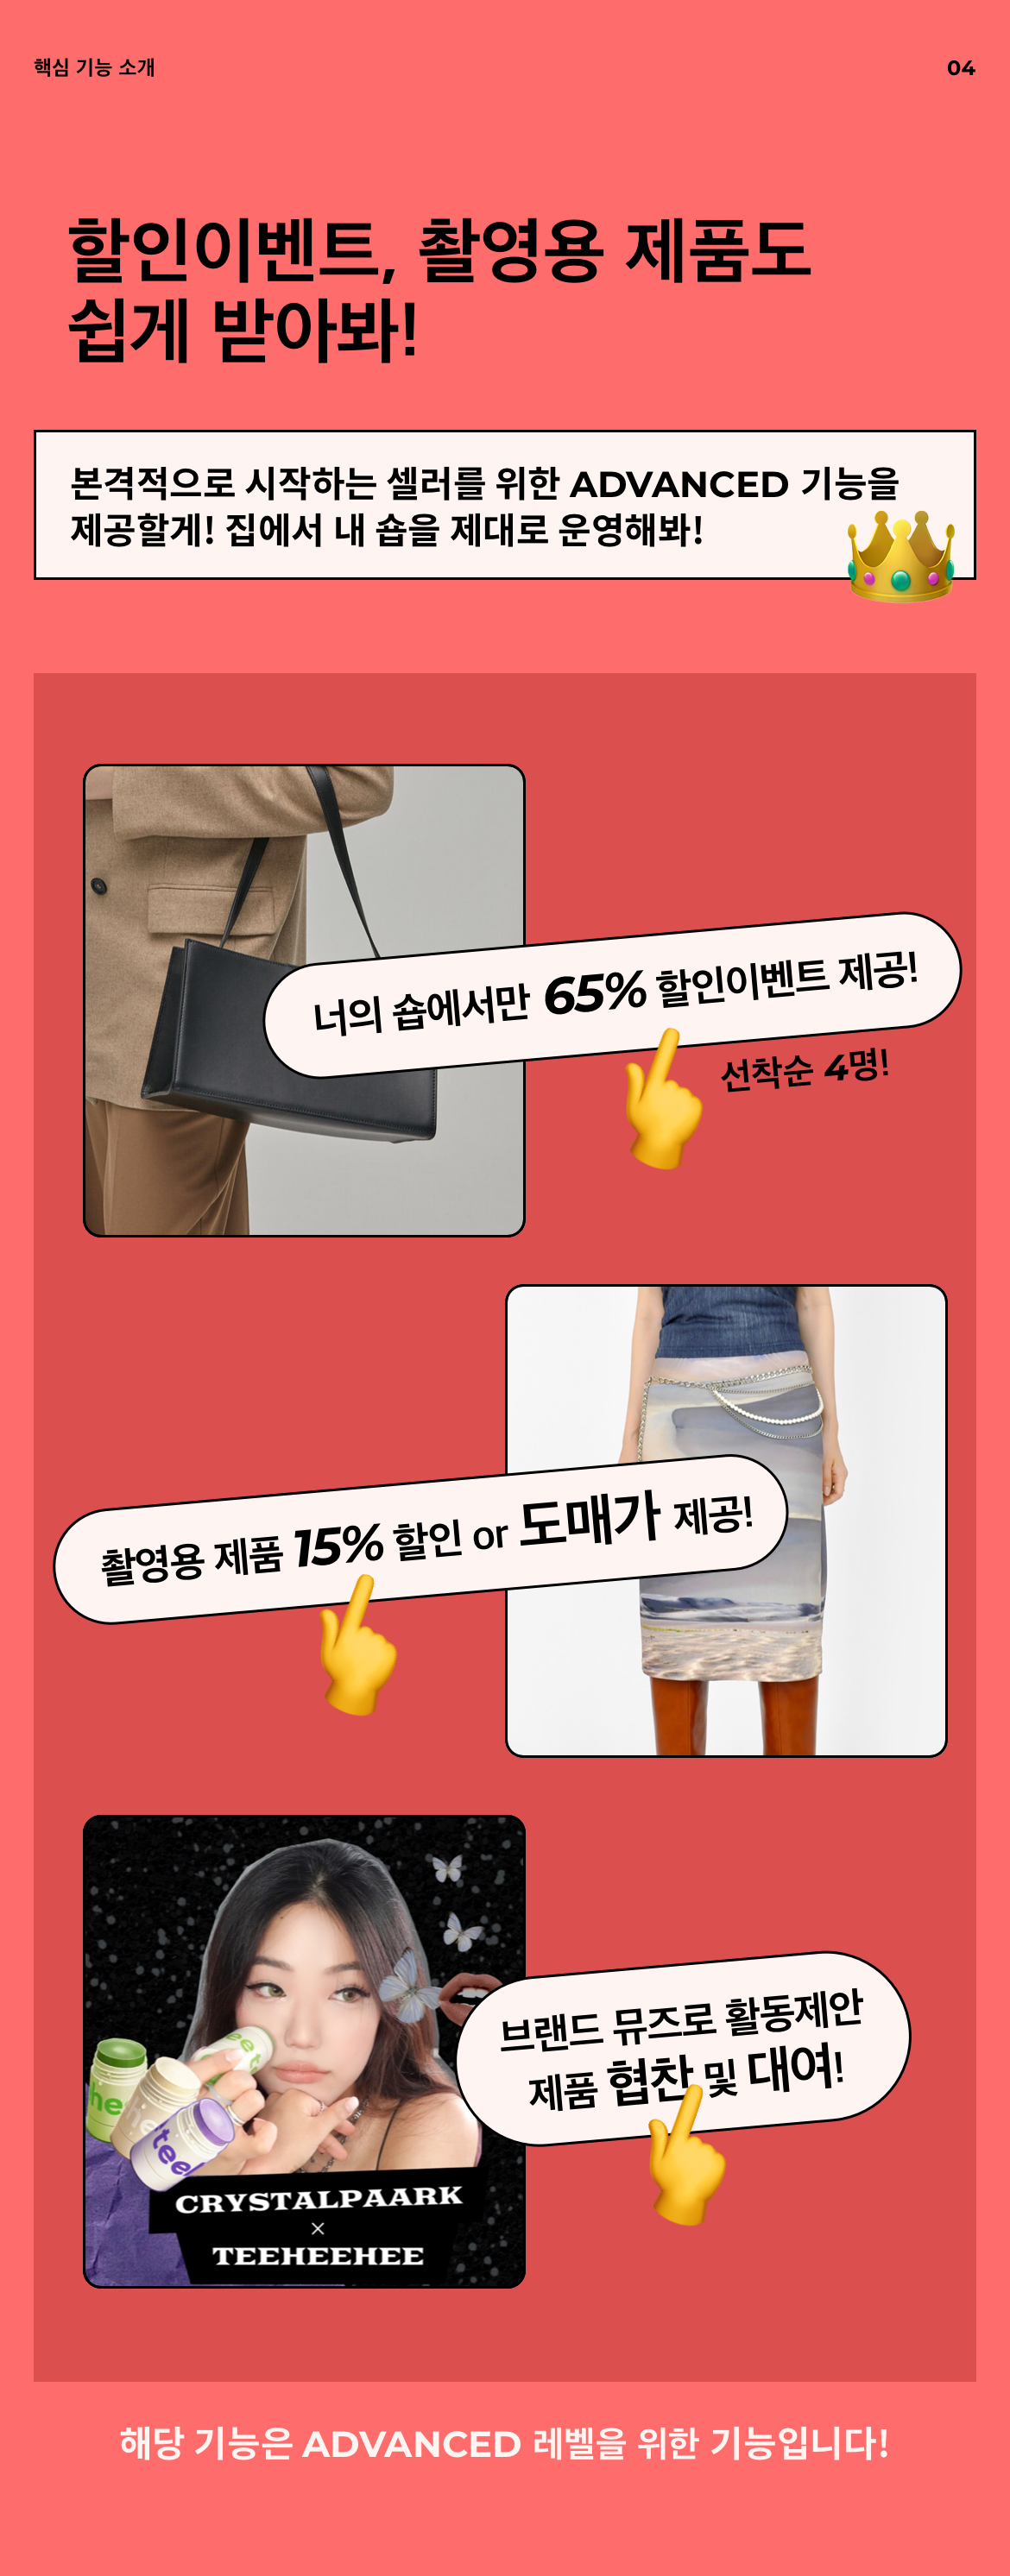 핵심 기능 소개
04
할인이벤트, 촬영용 제품도
쉽게 받아봐!
본격적으로 시작하는 셀러를 위한 ADVANCED 기능을
제공할게! 집에서 내 숍을 제대로 운영해봐!
너의 숍에서만 65% 할인이벤트 제공!
선착순 4명!
촬영용 제품 15% 할인 or 도매가 제공!
브랜드 뮤즈로 활동제안
제품 협찬 및 대여!
CRYSTALPAARK
×
TEEHEEHEE
해당 기능은 ADVANCED 레벨을 위한 기능입니다!